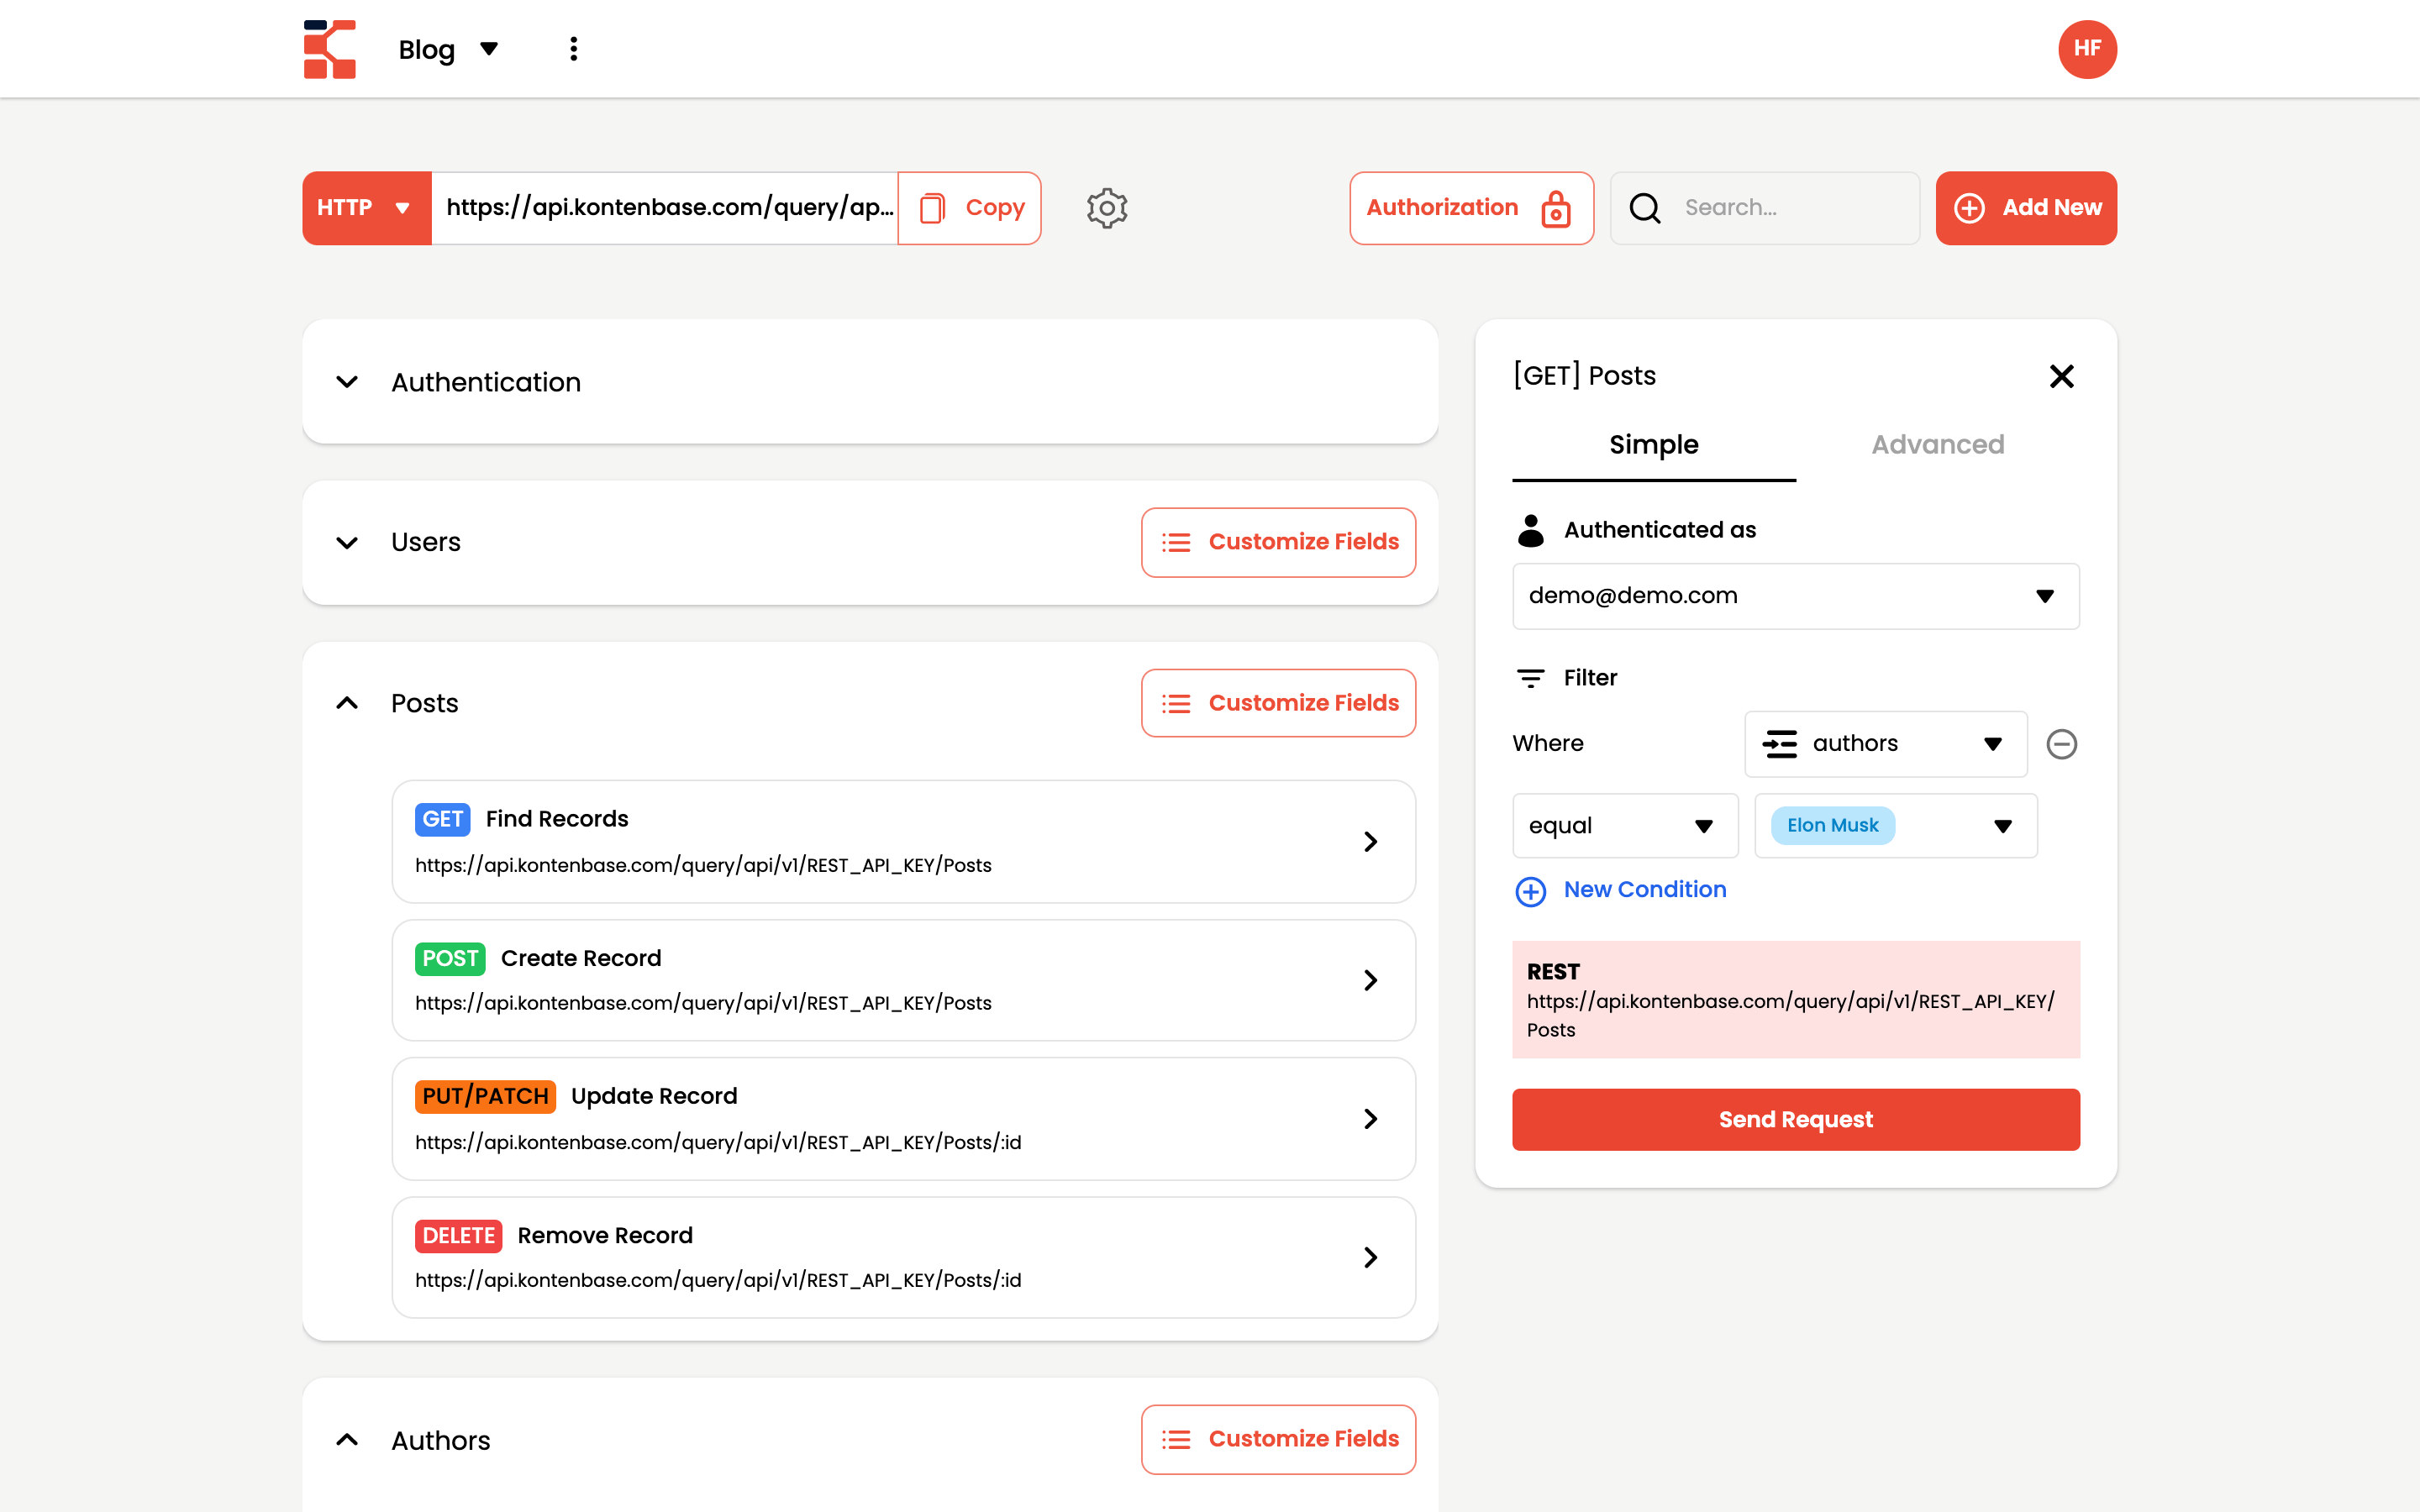 Blog
HF
HTTP
https://api.kontenbase.com/query/ap...
Copy
Authorization
Search...
Add New
Authentication
Users
Customize Fields
Posts
Customize Fields
GET Find Records
https://api.kontenbase.com/query/api/v1/REST_API_KEY/Posts
POST Create Record
https://api.kontenbase.com/query/api/v1/REST_API_KEY/Posts
PUT/PATCH Update Record
https://api.kontenbase.com/query/api/v1/REST_API_KEY/Posts/:id
DELETE Remove Record
https://api.kontenbase.com/query/api/v1/REST_API_KEY/Posts/:id
Authors
Customize Fields
[GET] Posts
Simple
Advanced
Authenticated as
demo@demo.com
Filter
Where
authors
equal
Elon Musk
New Condition
REST
https://api.kontenbase.com/query/api/v1/REST_API_KEY/
Posts
Send Request